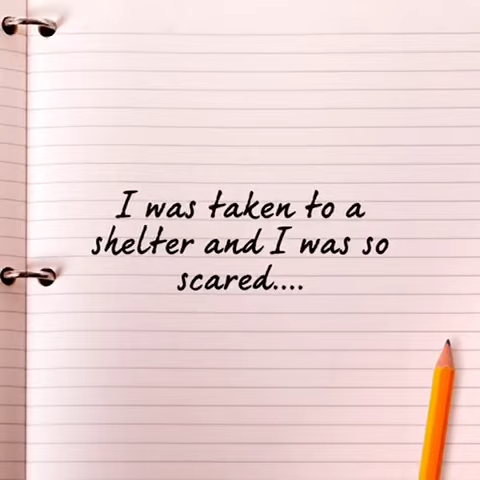 I was taken to a
shelter and I was so
scared....